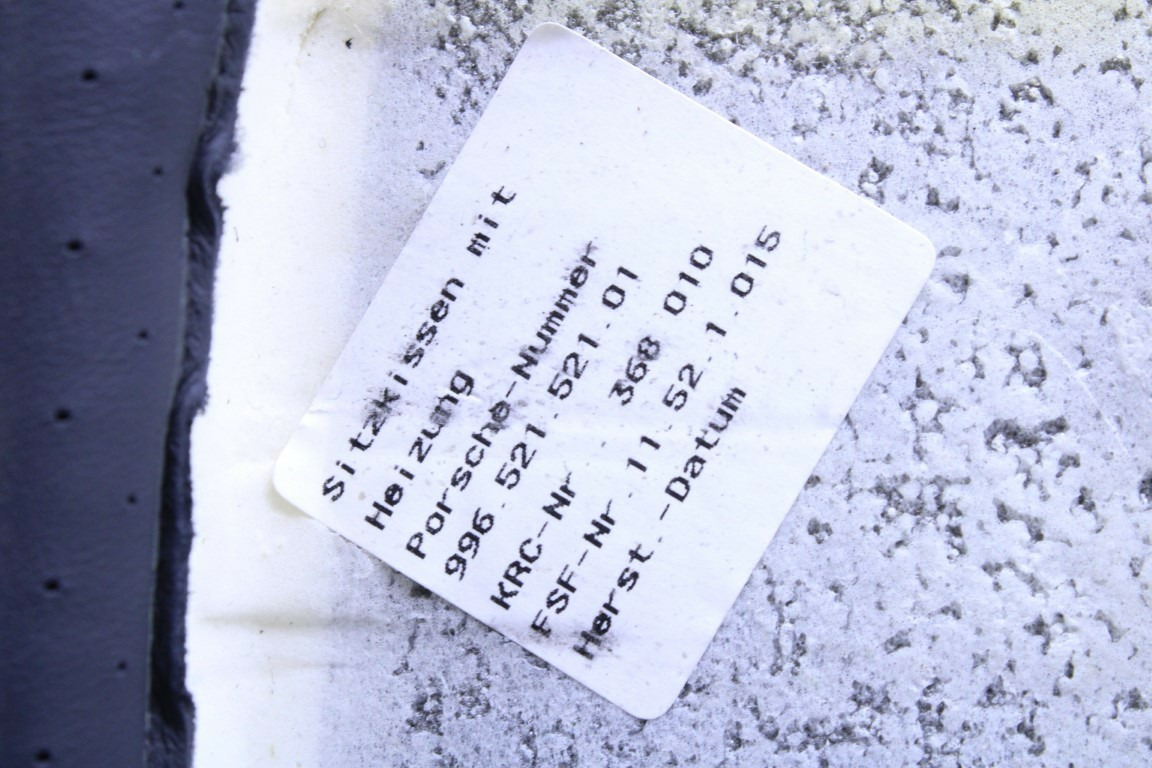 Sitzkissen mit
Heizung
Porsche-Nummer
996.521.521.01
KRC-Nr 368 010
FSF-Nr.11.52.1.015
Herst.-Datum